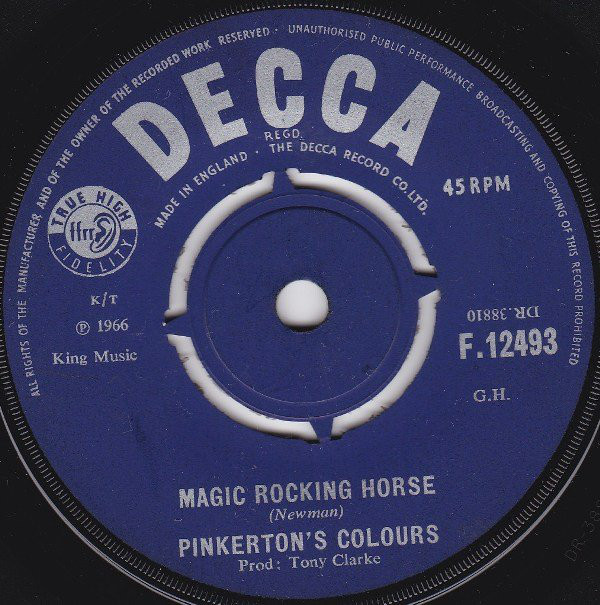 ALL RIGHTS OF THE MANUFACTURER AND OF THE OWNER OF THE RECORDED WORK RESERVED · UNAUTHORISED PUBLIC PERFORMANCE BROADCASTING AND COPYING OF THIS RECORD PROHIBITED
DECCA
REGD.
MADE IN ENGLAND · THE DECCA RECORD CO. LTD.
45 RPM
TRUE HIGH
ffrr
FIDELITY
K/T
℗ 1966
King Music
DR.38810
F.12493
G.H.
MAGIC ROCKING HORSE
(Newman)
PINKERTON'S COLOURS
Prod: Tony Clarke